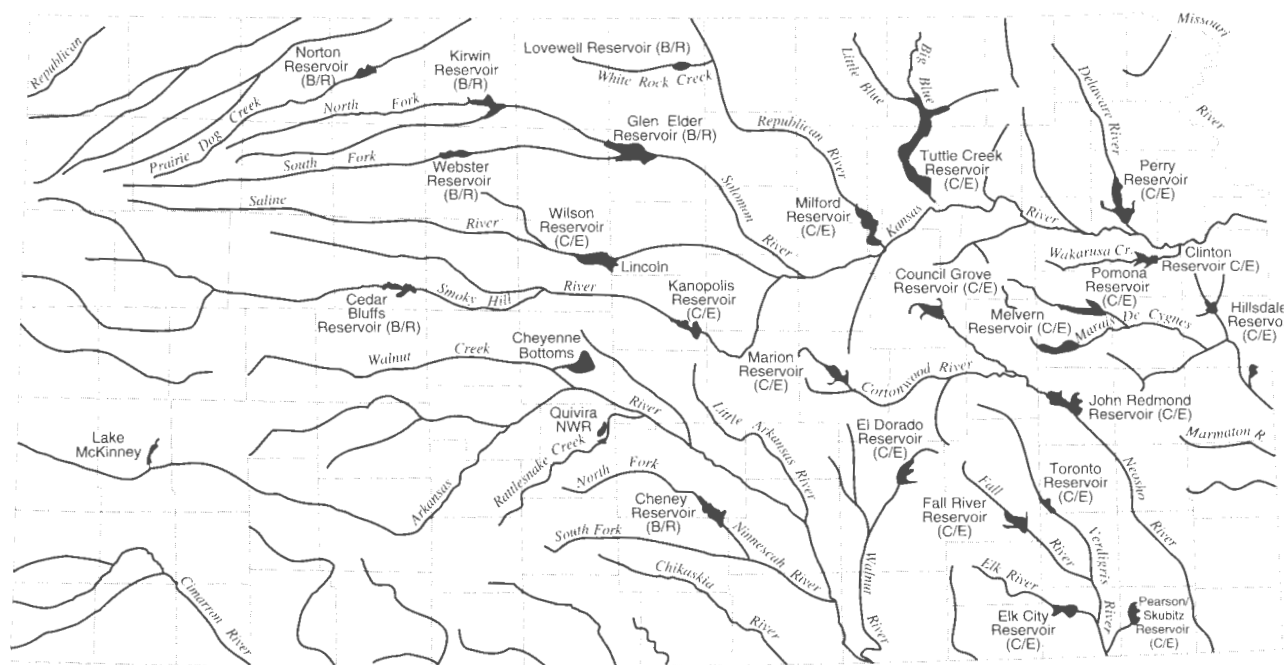 Missouri
River
Republican
Norton
Reservoir
(B/R)
Kirwin
Reservoir
(B/R)
Lovewell Reservoir (B/R)
White Rock Creek
Little Blue
Big Blue
Delaware River
Prairie Dog Creek
North Fork
Republican
River
Glen Elder
Reservoir (B/R)
South Fork
Webster
Reservoir
(B/R)
Tuttle Creek
Reservoir
(C/E)
Perry
Reservoir
(C/E)
Solomon
River
Saline
River
Wilson
Reservoir
(C/E)
Lincoln
Milford
Reservoir
(C/E)
Kansas
River
Wakarusa Cr.
Clinton
Reservoir C/E)
Council Grove
Reservoir (C/E)
Pomona
Reservoir
(C/E)
Hillsdale
Reservo
(C/E)
Cedar
Bluffs
Reservoir (B/R)
Smoky Hill
River
Kanopolis
Reservoir
(C/E)
Melvern
Reservoir (C/E)
Marais De Cygnes
Walnut Creek
Cheyenne
Bottoms
Marion
Reservoir
(C/E)
Cottonwood River
John Redmond
Reservoir (C/E)
Quivira
NWR
River
Little Arkansas River
El Dorado
Reservoir
(C/E)
Marmaton R.
Lake
McKinney
Arkansas
Rattlesnake Creek
North Fork
Cheney
Reservoir
(B/R)
Ninnescah River
South Fork
Chikaskia
River
Walnut
River
Fall River
Reservoir
(C/E)
Fall
River
Toronto
Reservoir
(C/E)
Verdigris
River
Neosho
River
Elk River
Elk City
Reservoir
(C/E)
Pearson/
Skubitz
Reservoir
(C/E)
Cimarron
River